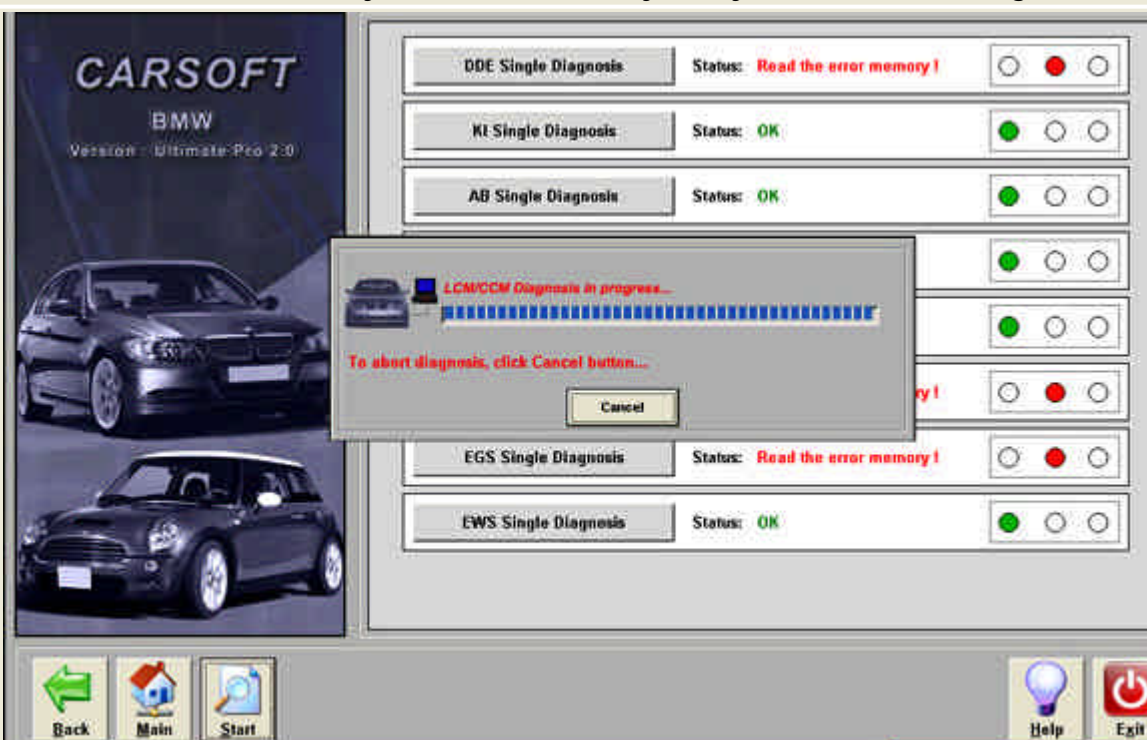 CARSOFT
BMW
Version : Ultimate Pro 2.0
DDE Single Diagnosis Status: Read the error memory !
KI Single Diagnosis Status: OK
AB Single Diagnosis Status: OK
LCM/CCM Diagnosis in progress...
To abort diagnosis, click Cancel button...
ry !
Cancel
EGS Single Diagnosis Status: Read the error memory !
EWS Single Diagnosis Status: OK
Back Main Start Help Exit